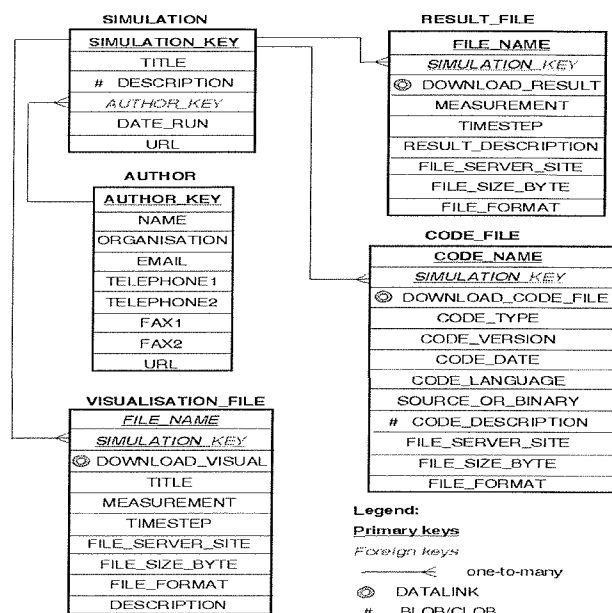 SIMULATION
SIMULATION_KEY
TITLE
# DESCRIPTION
AUTHOR_KEY
DATE_RUN
URL
AUTHOR
AUTHOR_KEY
NAME
ORGANISATION
EMAIL
TELEPHONE1
TELEPHONE2
FAX1
FAX2
URL
VISUALISATION_FILE
FILE_NAME
SIMULATION_KEY
DOWNLOAD_VISUAL
TITLE
MEASUREMENT
TIMESTEP
FILE_SERVER_SITE
FILE_SIZE_BYTE
FILE_FORMAT
DESCRIPTION
RESULT_FILE
FILE_NAME
SIMULATION_KEY
DOWNLOAD_RESULT
MEASUREMENT
TIMESTEP
RESULT_DESCRIPTION
FILE_SERVER_SITE
FILE_SIZE_BYTE
FILE_FORMAT
CODE_FILE
CODE_NAME
SIMULATION_KEY
DOWNLOAD_CODE_FILE
CODE_TYPE
CODE_VERSION
CODE_DATE
CODE_LANGUAGE
SOURCE_OR_BINARY
# CODE_DESCRIPTION
FILE_SERVER_SITE
FILE_SIZE_BYTE
FILE_FORMAT
Legend:
Primary keys
Foreign keys
one-to-many
DATALINK
# BLOB/CLOB